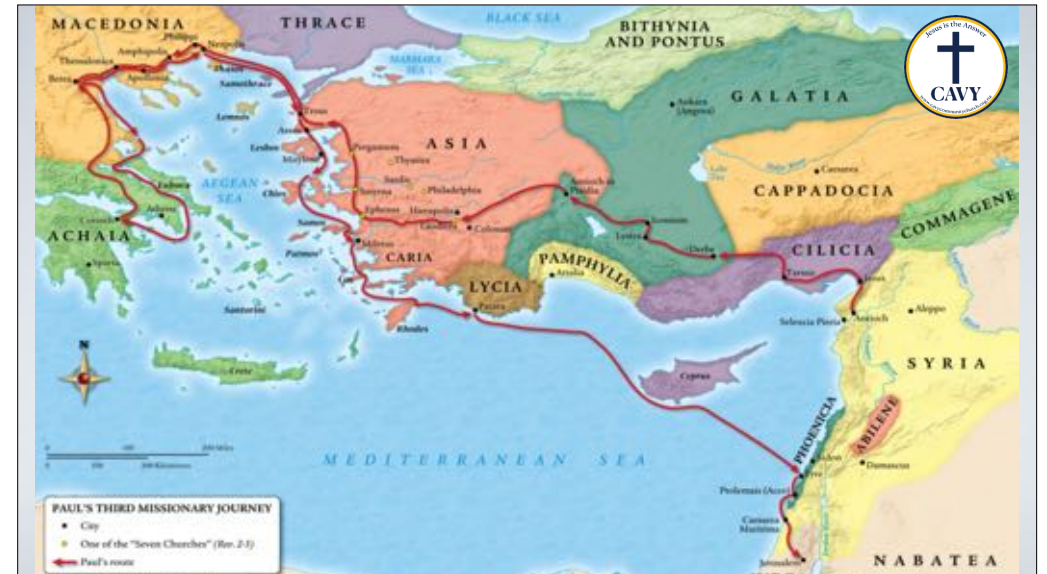 MACEDONIA
THRACE
BLACK SEA
BITHYNIA
AND PONTUS
Jesus is the Answer
CAVY
Philippi
Neapolis
Amphipolis
Thessalonica
Apollonia
Berea
Thasos
Samothrace
MARMARA
SEA
GALATIA
Ankara
(Angora)
Lemnos
Troas
Assos
ASIA
Lesbos
Mitylene
Pergamum
Thyatira
Sardis
Smyrna
Philadelphia
AEGEAN
SEA
Chios
Euboea
Athens
Corinth
ACHAIA
Sparta
Samos
Ephesus
Hierapolis
Laodicea
Colossae
Patmos
Miletus
CARIA
Antioch in
Pisidia
Iconium
Lystra
Derbe
Caesarea
CAPPADOCIA
COMMAGENE
CILICIA
Tarsus
Issus
PAMPHYLIA
Attalia
LYCIA
Patara
Rhodes
Santorini
Seleucia Pieria
Antioch
Aleppo
SYRIA
N
Crete
Cyprus
PHOENICIA
ABILENE
Sidon
Tyre
Damascus
MEDITERRANEAN SEA
Ptolemais (Acco)
Caesarea
Maritima
Jerusalem
NABATEA
PAUL'S THIRD MISSIONARY JOURNEY
City
One of the "Seven Churches" (Rev. 2-3)
Paul's route